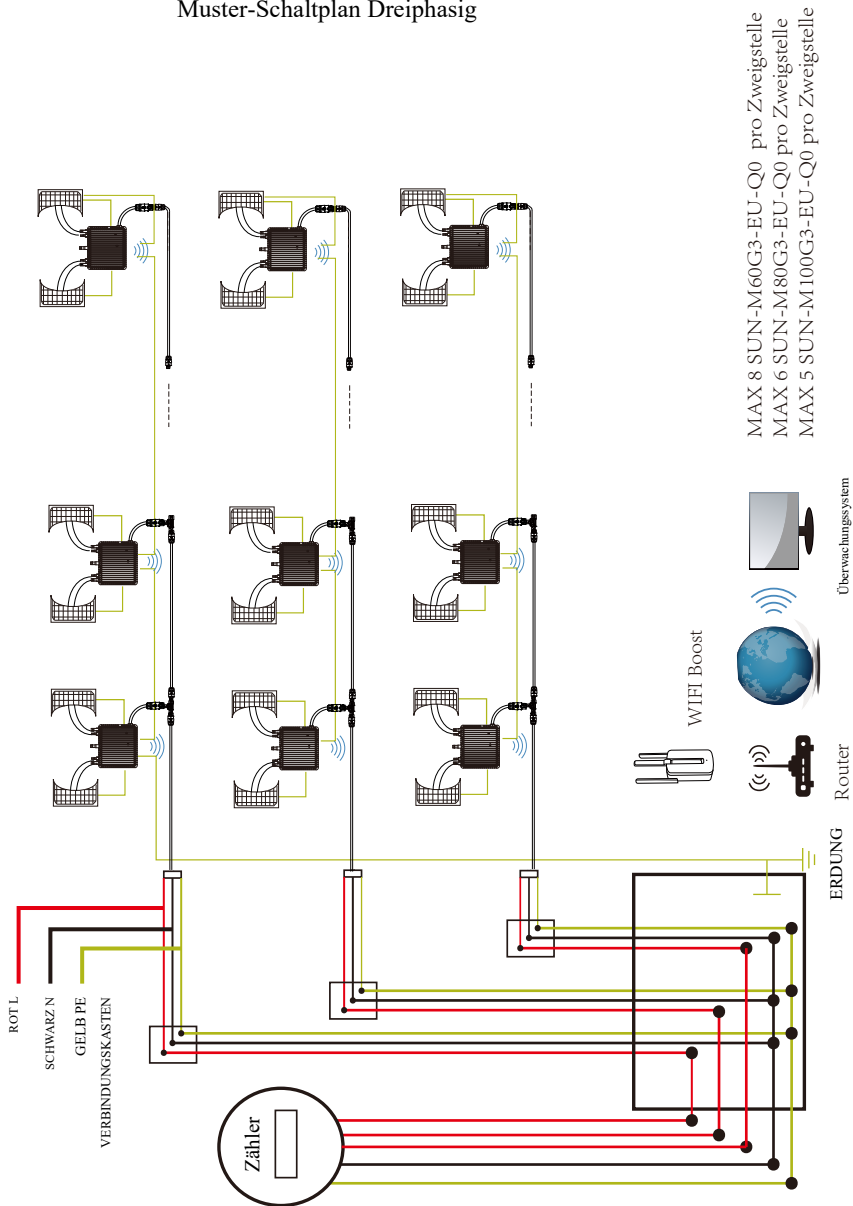 Muster-Schaltplan Dreiphasig
MAX 8 SUN-M60G3-EU-Q0 pro Zweigstelle
MAX 6 SUN-M80G3-EU-Q0 pro Zweigstelle
MAX 5 SUN-M100G3-EU-Q0 pro Zweigstelle
ROT L
SCHWARZ N
GELB PE
VERBINDUNGSKASTEN
Zähler
WIFI Boost
Router
Überwachungssystem
ERDUNG